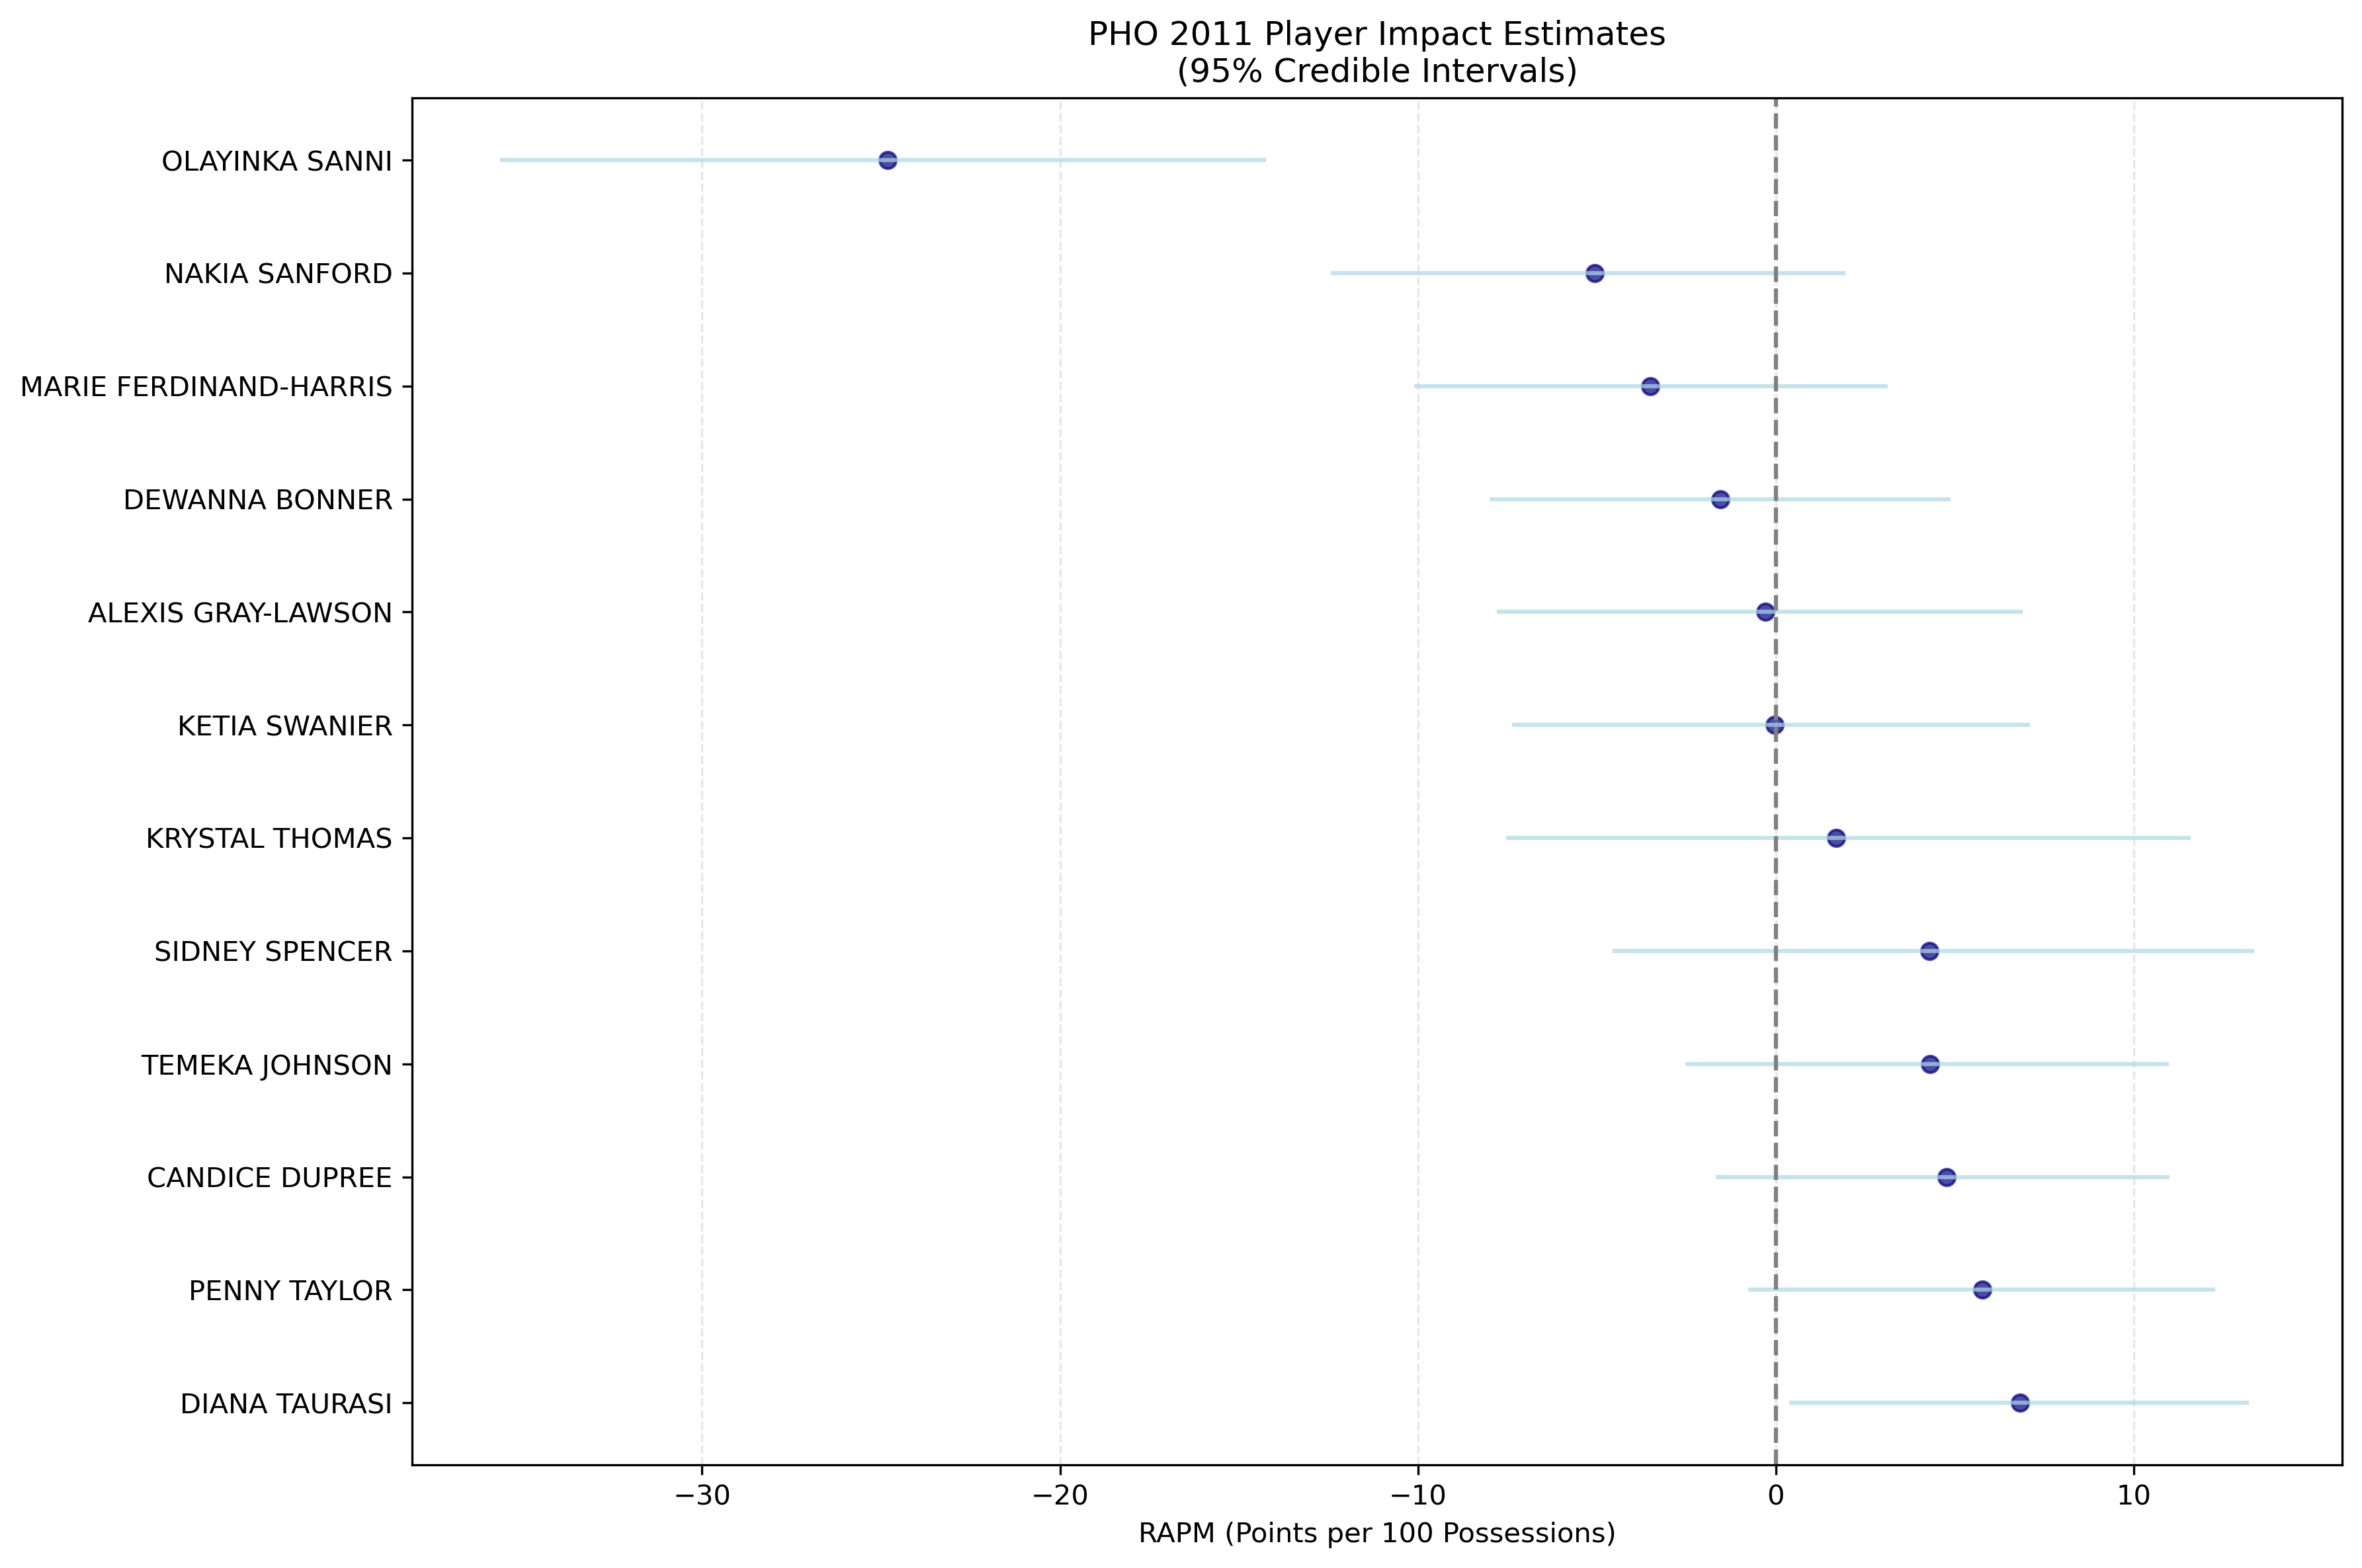 PHO 2011 Player Impact Estimates
(95% Credible Intervals)
OLAYINKA SANNI
NAKIA SANFORD
MARIE FERDINAND-HARRIS
DEWANNA BONNER
ALEXIS GRAY-LAWSON
KETIA SWANIER
KRYSTAL THOMAS
SIDNEY SPENCER
TEMEKA JOHNSON
CANDICE DUPREE
PENNY TAYLOR
DIANA TAURASI
−30 −20 −10 0 10
RAPM (Points per 100 Possessions)